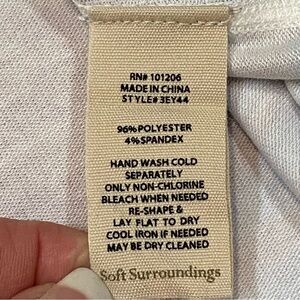 RN# 101206
MADE IN CHINA
STYLE# 3EY44
96% POLYESTER
4% SPANDEX
HAND WASH COLD
SEPARATELY
ONLY NON-CHLORINE
BLEACH WHEN NEEDED
RE-SHAPE &
LAY FLAT TO DRY
COOL IRON IF NEEDED
MAY BE DRY CLEANED
Soft Surroundings